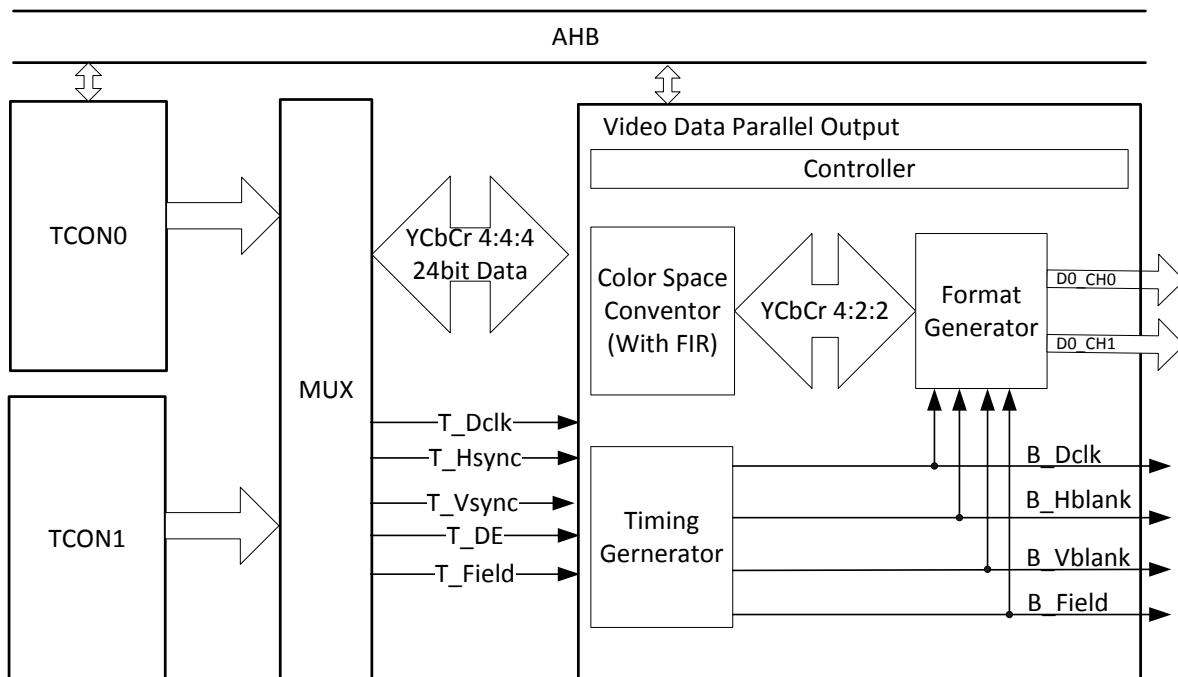 AHB
Video Data Parallel Output
Controller
TCON0
YCbCr 4:4:4
24bit Data
Color Space
Conventor
(With FIR)
YCbCr 4:2:2
Format
Generator
D0_CH0
D0_CH1
MUX
T_Dclk
T_Hsync
T_Vsync
T_DE
T_Field
TCON1
Timing
Gernerator
B_Dclk
B_Hblank
B_Vblank
B_Field